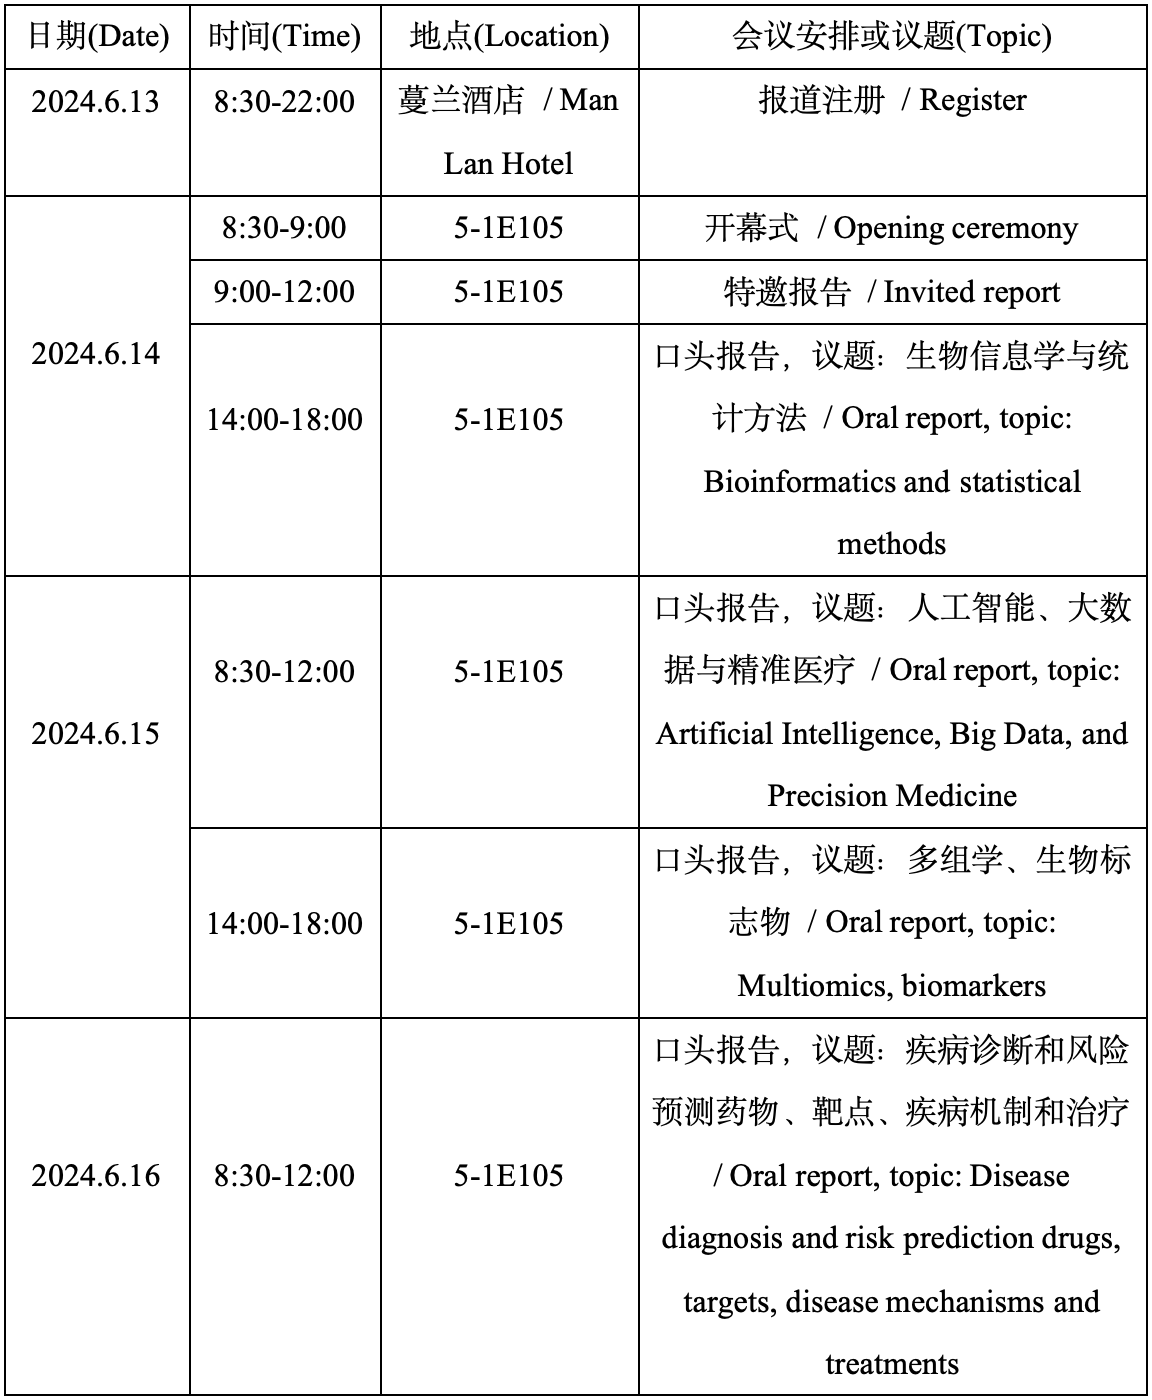 日期(Date) 时间(Time) 地点(Location) 会议安排或议题(Topic)
2024.6.13 8:30-22:00 蔓兰酒店 / Man 报道注册 / Register
Lan Hotel
2024.6.14
8:30-9:00 5-1E105 开幕式 / Opening ceremony
9:00-12:00 5-1E105 特邀报告 / Invited report
14:00-18:00 5-1E105
口头报告，议题：生物信息学与统
计方法 / Oral report, topic:
Bioinformatics and statistical
methods
2024.6.15
8:30-12:00 5-1E105
口头报告，议题：人工智能、大数
据与精准医疗 / Oral report, topic:
Artificial Intelligence, Big Data, and
Precision Medicine
14:00-18:00 5-1E105
口头报告，议题：多组学、生物标
志物 / Oral report, topic:
Multiomics, biomarkers
2024.6.16 8:30-12:00 5-1E105
口头报告，议题：疾病诊断和风险
预测药物、靶点、疾病机制和治疗
/ Oral report, topic: Disease
diagnosis and risk prediction drugs,
targets, disease mechanisms and
treatments